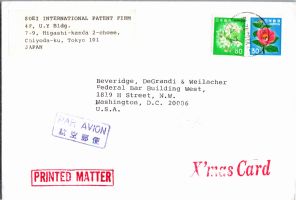 SOEI INTERNATIONAL PATENT FIRM
4F, U.Y Bldg.
7-9, Higashi-kanda 2-chome,
Chiyoda-ku, Tokyo 101
JAPAN
Beveridge, DeGrandi & Weilacher
Federal Bar Building West,
1819 H Street, N.W.
Washington, D.C. 20006
U.S.A.
PAR AVION
航空郵便
PRINTED MATTER
X'mas Card